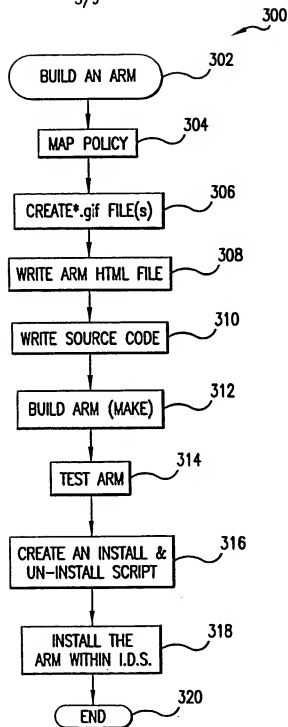 300
BUILD AN ARM 302
MAP POLICY 304
CREATE*.gif FILE(s) 306
WRITE ARM HTML FILE 308
WRITE SOURCE CODE 310
BUILD ARM (MAKE) 312
TEST ARM 314
CREATE AN INSTALL & 316
UN-INSTALL SCRIPT
INSTALL THE 318
ARM WITHIN I.D.S.
END 320